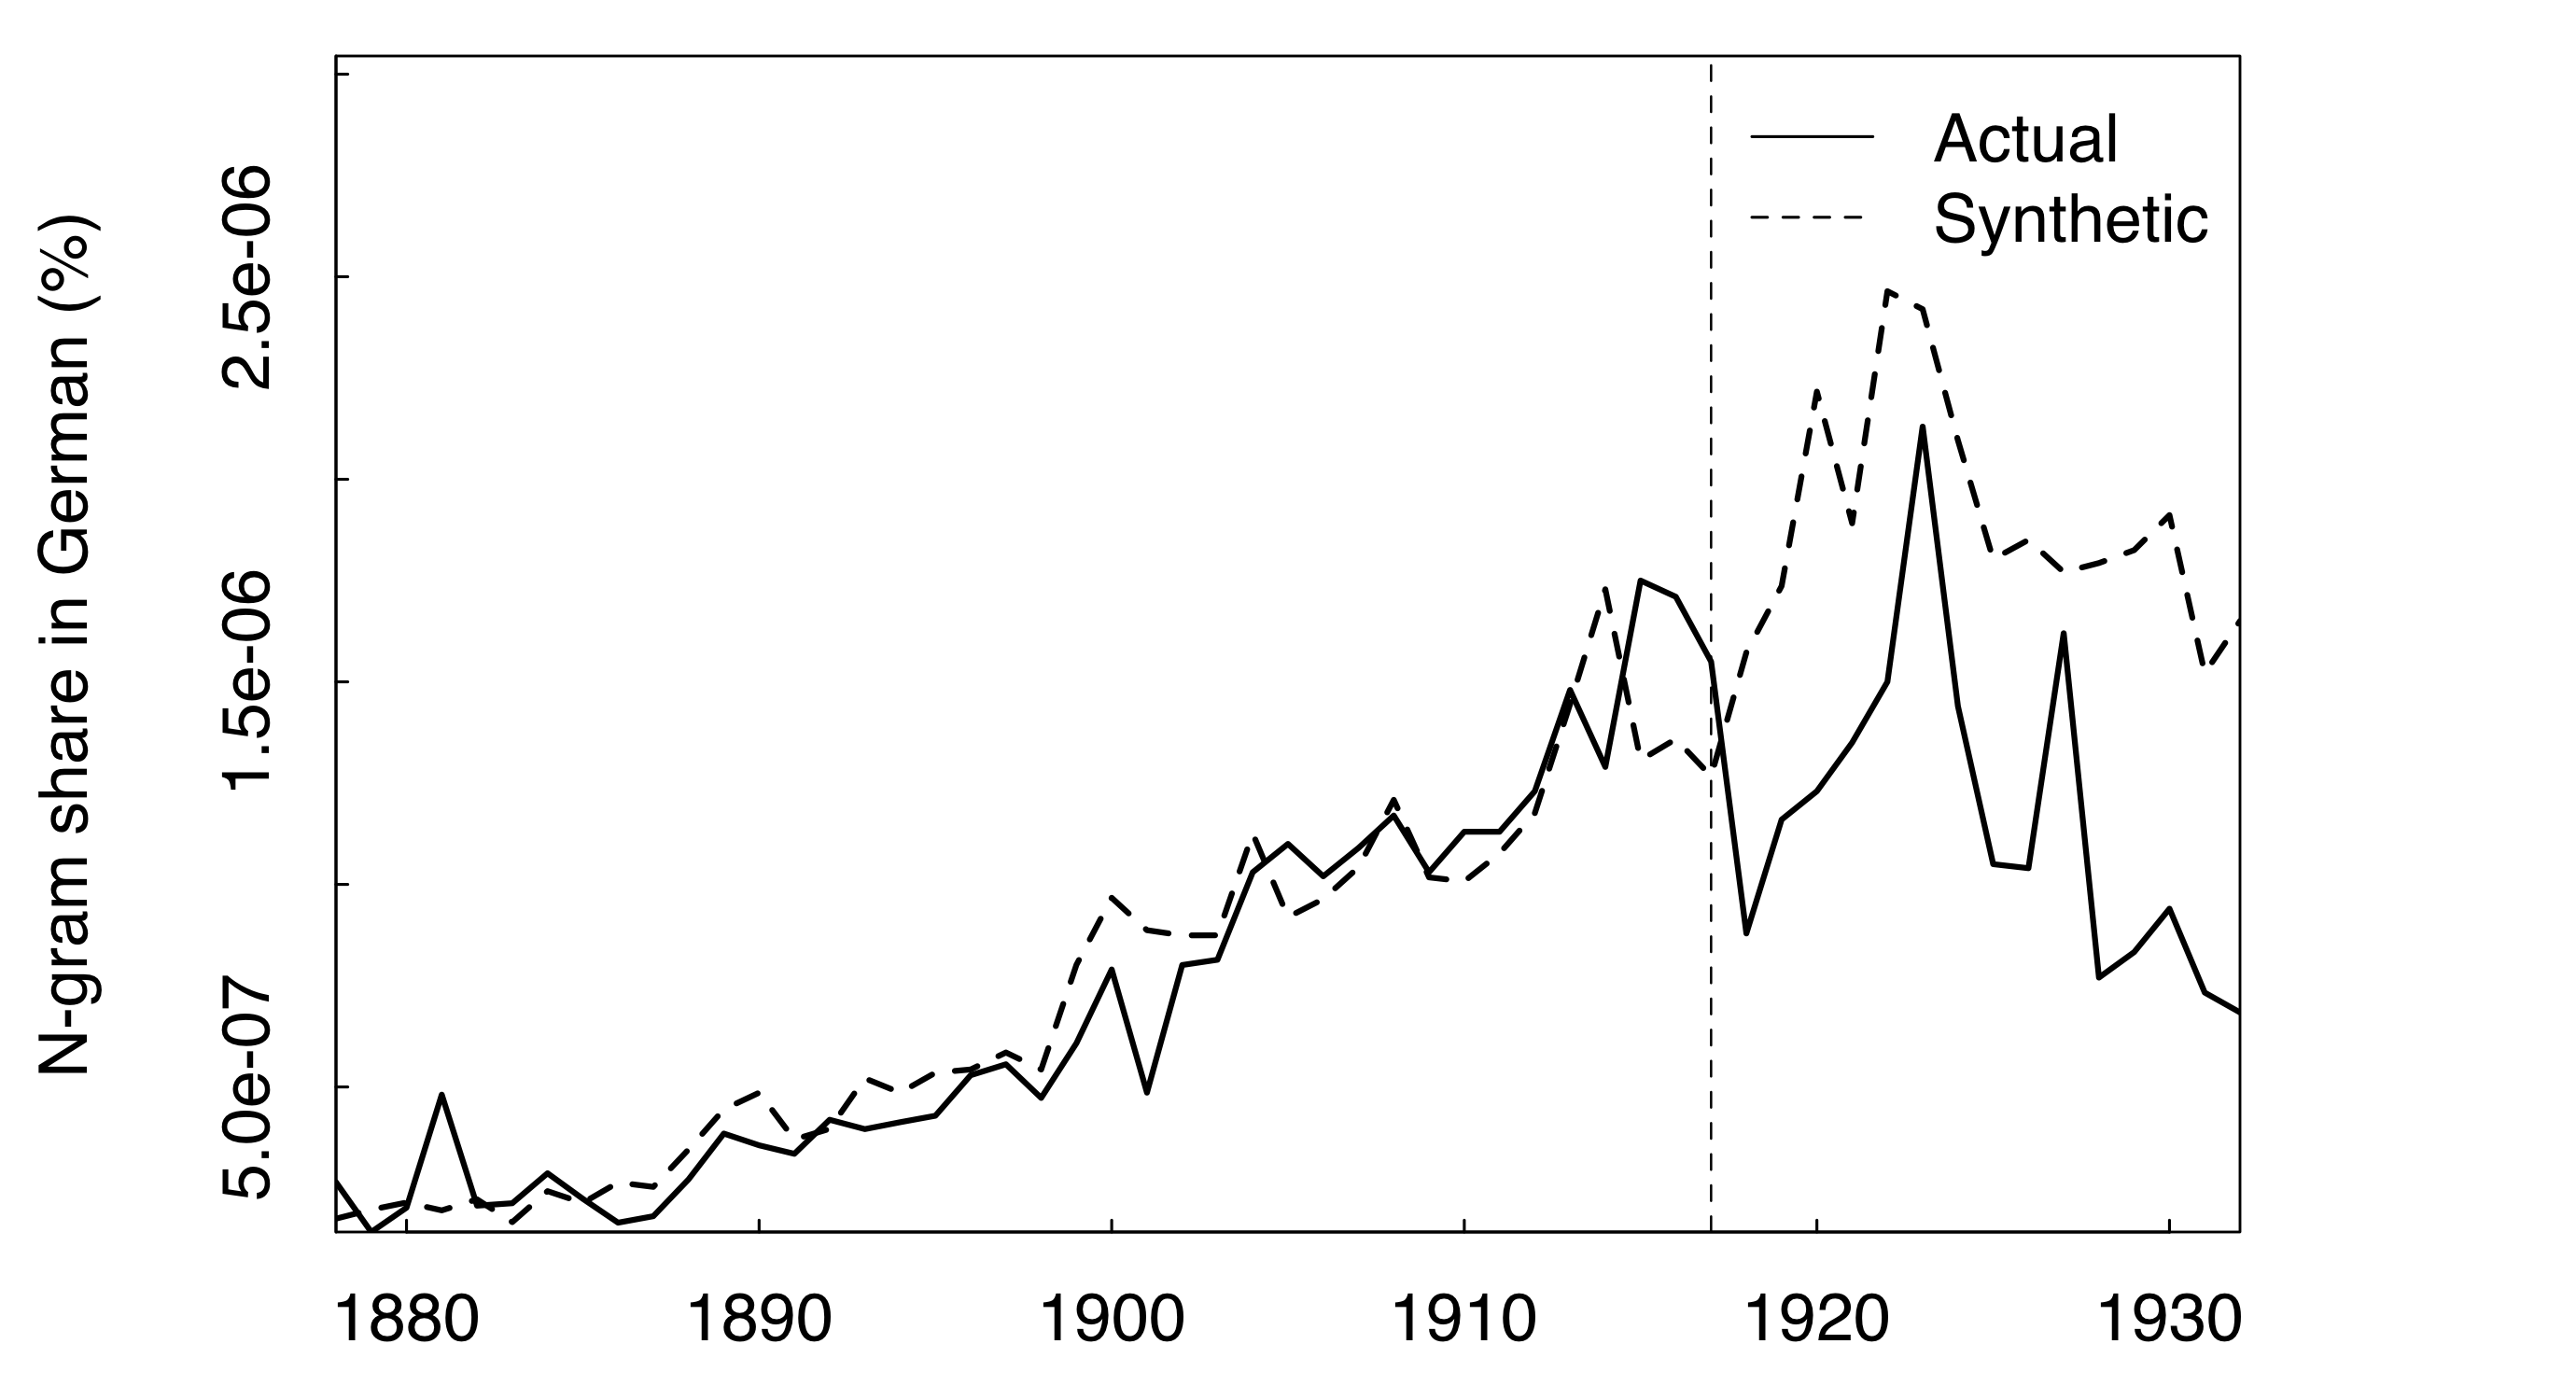 N-gram share in German (%)
2.5e-06
1.5e-06
5.0e-07
Actual
Synthetic
1880 1890 1900 1910 1920 1930